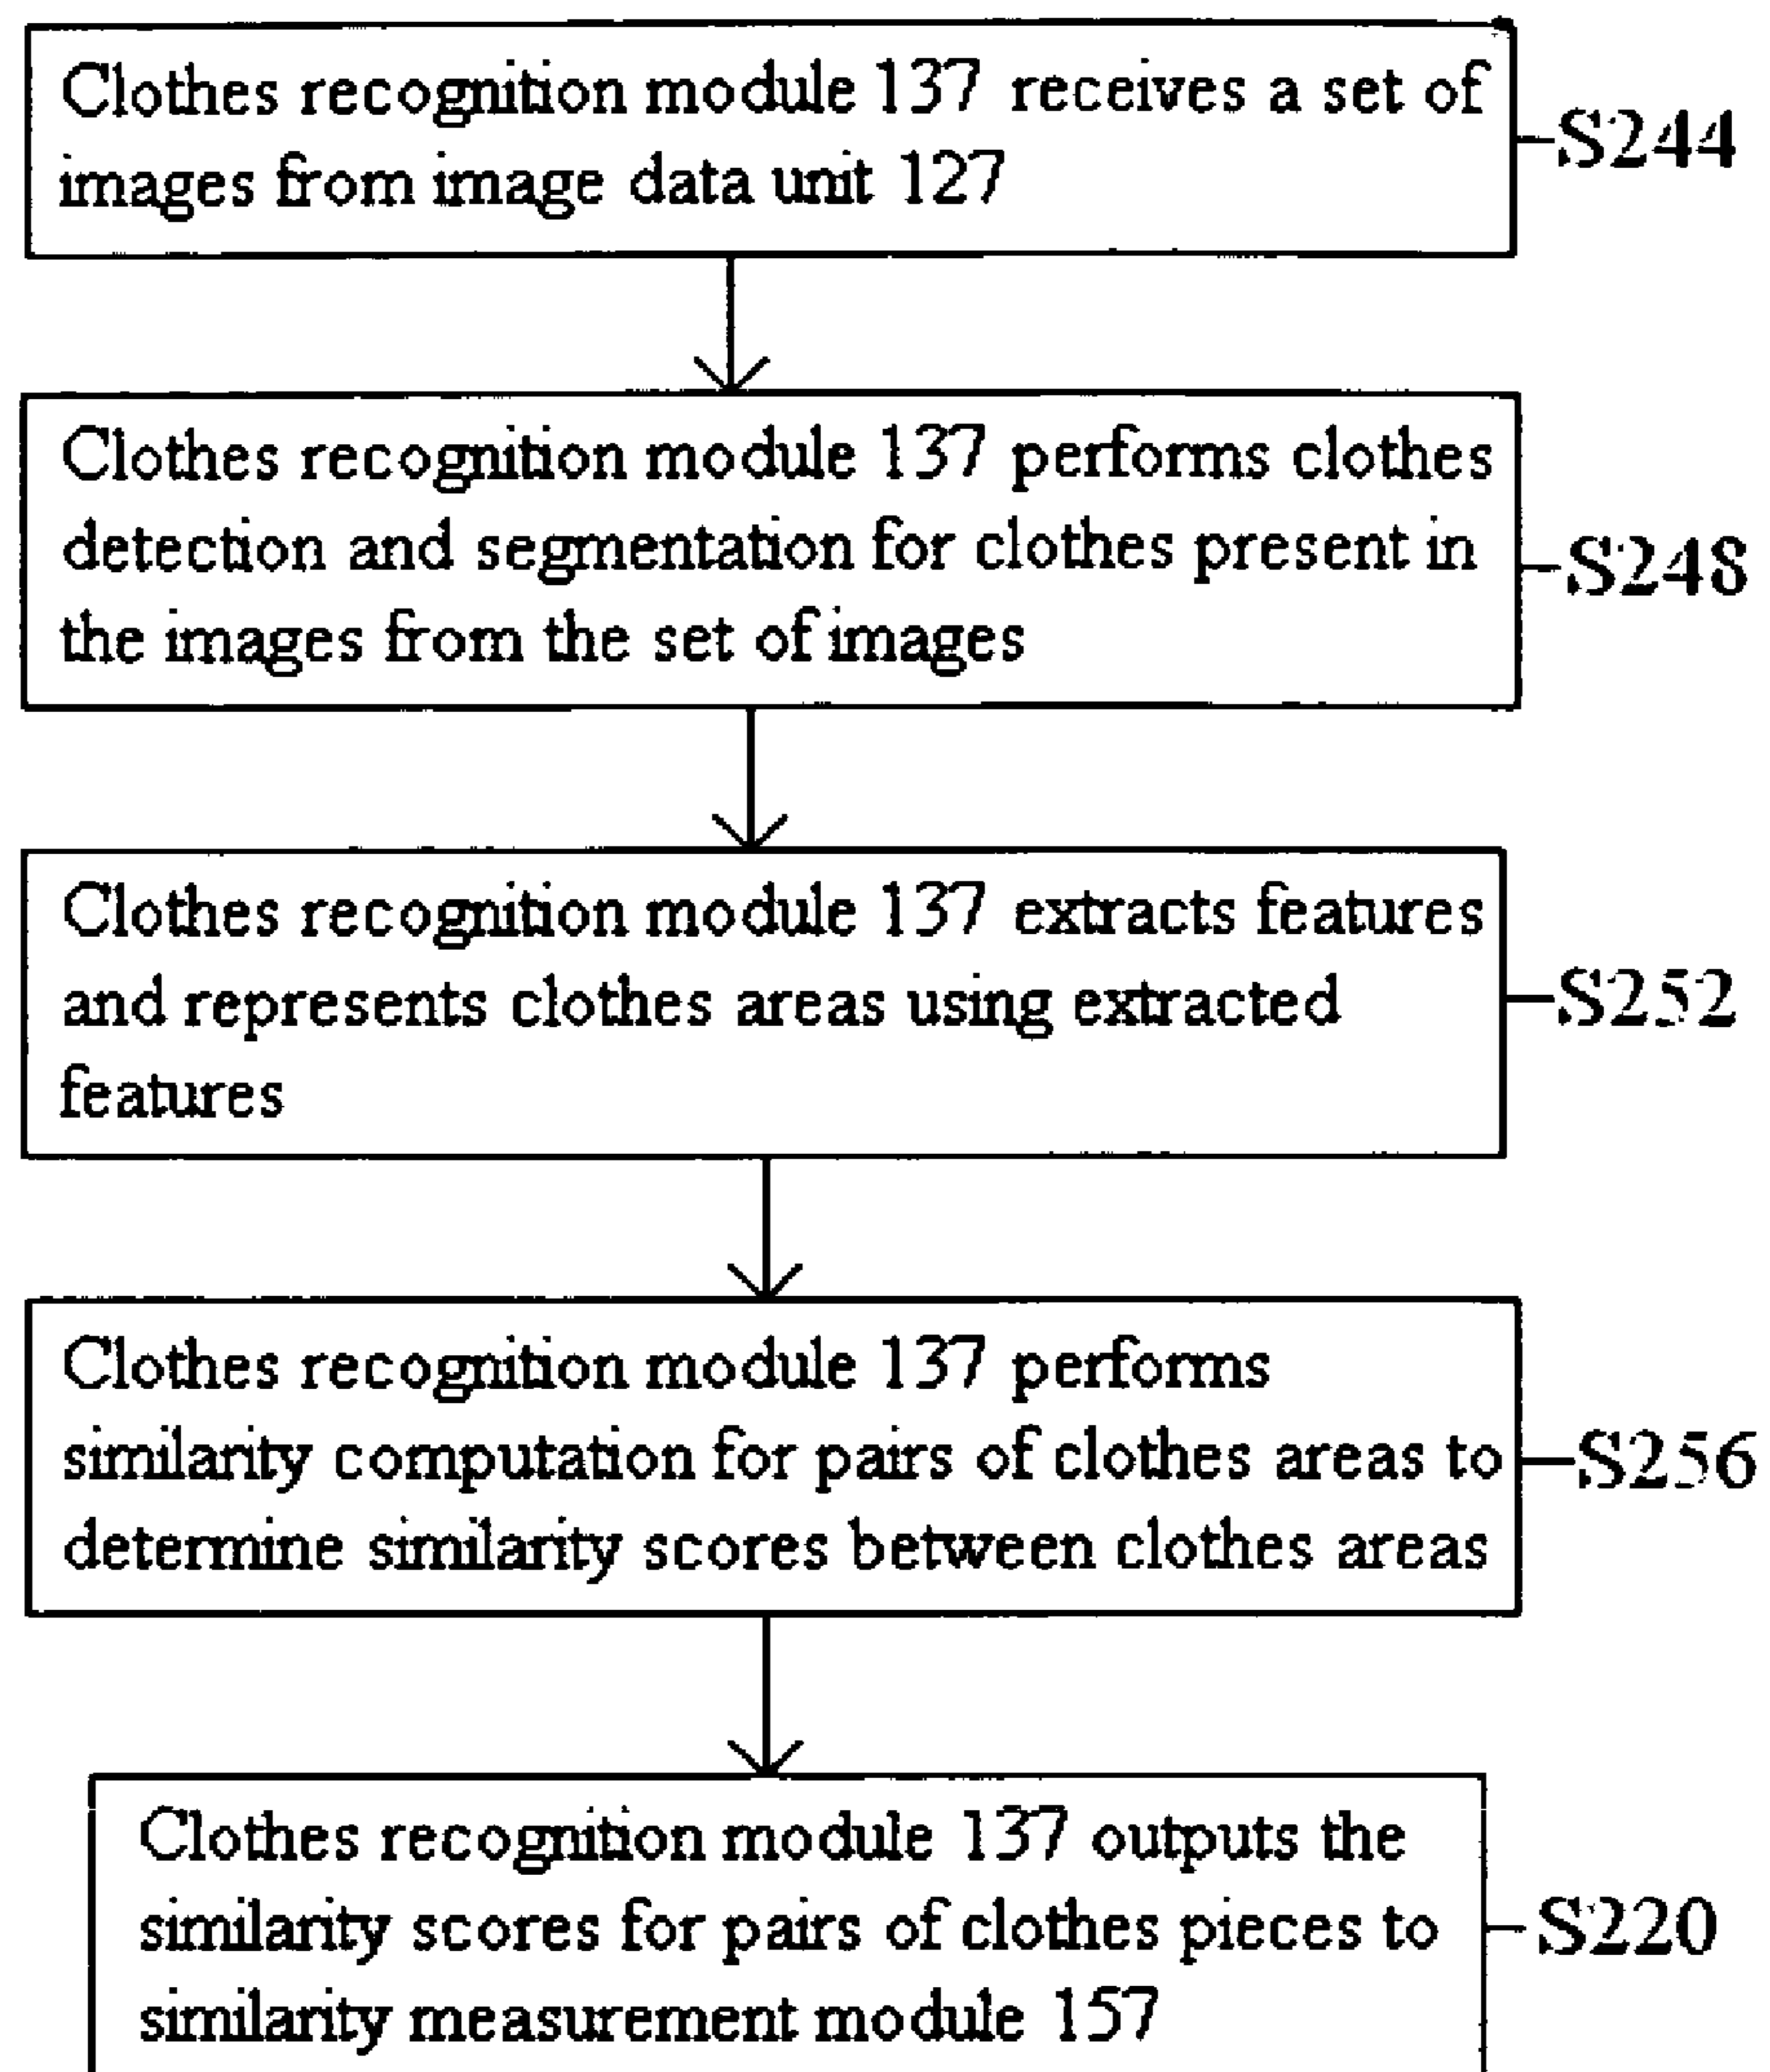 Clothes recognition module 137 receives a set of
images from image data unit 127
S244
Clothes recognition module 137 performs clothes
detection and segmentation for clothes present in
the images from the set of images
S248
Clothes recognition module 137 extracts features
and represents clothes areas using extracted
features
S252
Clothes recognition module 137 performs
similarity computation for pairs of clothes areas to
determine similarity scores between clothes areas
S256
Clothes recognition module 137 outputs the
similarity scores for pairs of clothes pieces to
similarity measurement module 157
S220